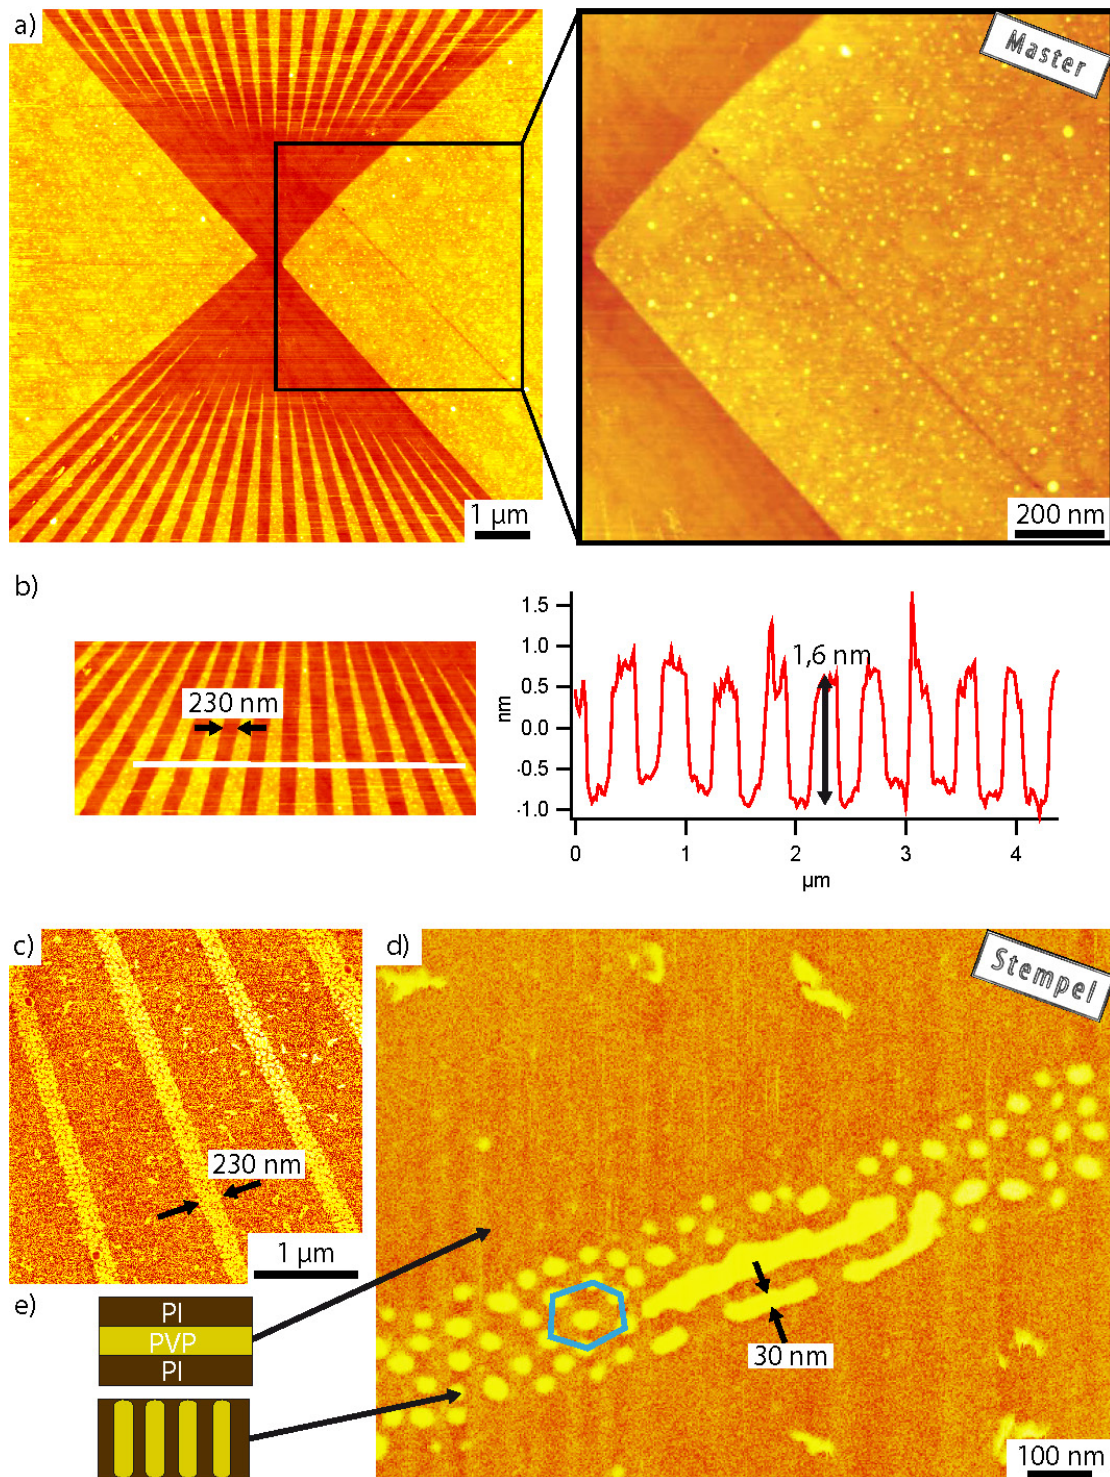 a)
Master
1 µm
200 nm
b)
230 nm
1.5
1.0
0.5
0.0
-0.5
-1.0
nm
1,6 nm
0
1
2
3
4
µm
c)
230 nm
1 µm
d)
Stempel
30 nm
100 nm
e)
PI
PVP
PI